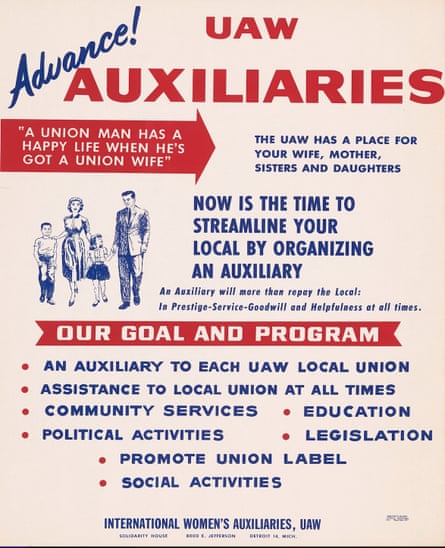 Advance!
UAW
AUXILIARIES
"A UNION MAN HAS A
HAPPY LIFE WHEN HE'S
GOT A UNION WIFE"
THE UAW HAS A PLACE FOR
YOUR WIFE, MOTHER,
SISTERS AND DAUGHTERS
NOW IS THE TIME TO
STREAMLINE YOUR
LOCAL BY ORGANIZING
AN AUXILIARY
An Auxiliary will more than repay the Local:
In Prestige-Service-Goodwill and Helpfulness at all times.
OUR GOAL AND PROGRAM
• AN AUXILIARY TO EACH UAW LOCAL UNION
• ASSISTANCE TO LOCAL UNION AT ALL TIMES
• COMMUNITY SERVICES • EDUCATION
• POLITICAL ACTIVITIES • LEGISLATION
• PROMOTE UNION LABEL
• SOCIAL ACTIVITIES
INTERNATIONAL WOMEN'S AUXILIARIES, UAW
SOLIDARITY HOUSE 8000 E. JEFFERSON DETROIT 14, MICH.